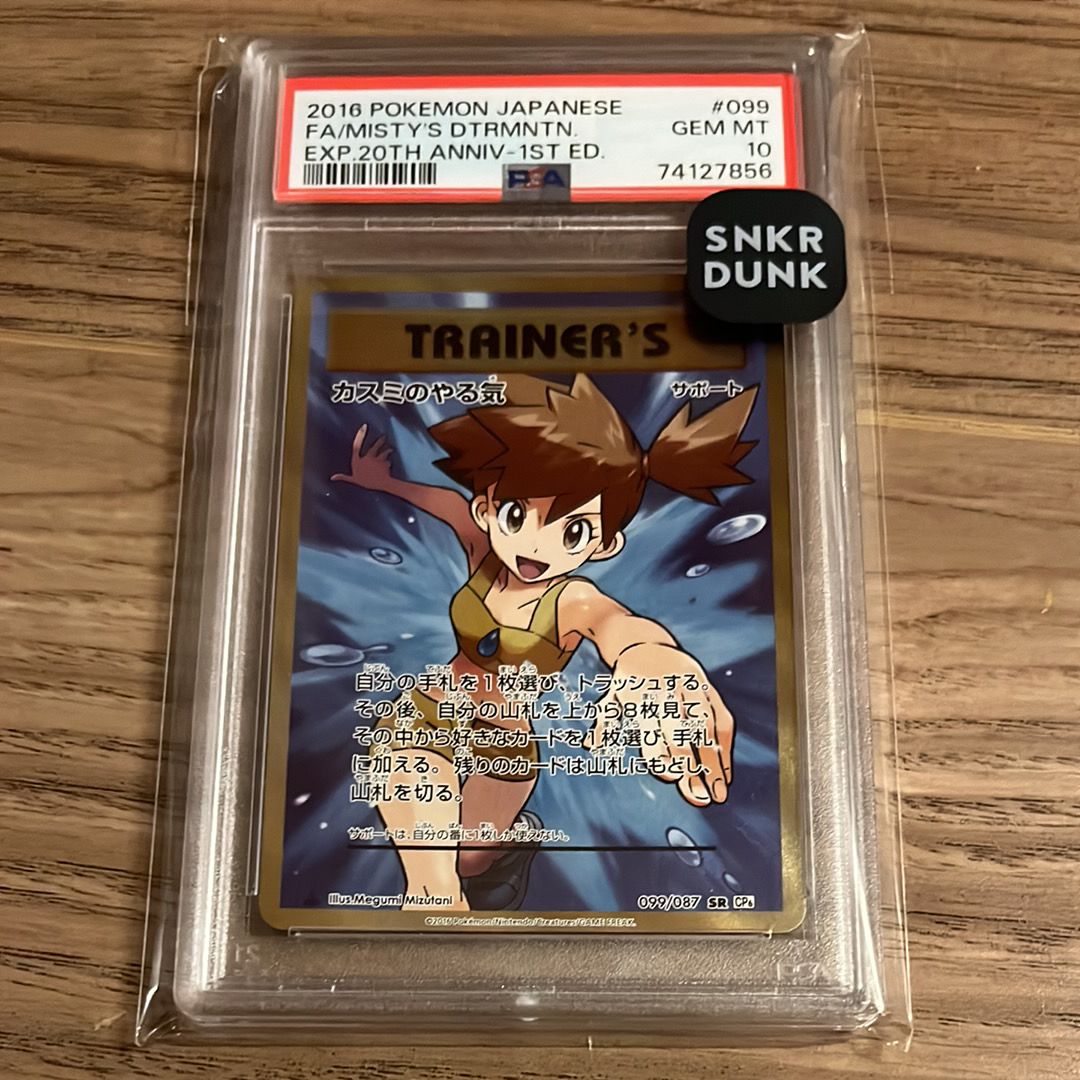 2016 POKEMON JAPANESE #099
FA/MISTY'S DTRMNTN. GEM MT
EXP.20TH ANNIV-1ST ED. 10
PSA 74127856
SNKR
DUNK
TRAINER'S
カスミのやる気 サポート
自分の手札を1枚選び、トラッシュする。
その後、自分の山札を上から8枚見て、
その中から好きなカードを1枚選び、手札
に加える。残りのカードは山札にもどし、
山札を切る。
サポートは、自分の番に1枚しか使えない。
Illus.Megumi Mizutani 099/087 SR CP6
©2016 Pokémon/Nintendo/Creatures/GAME FREAK.